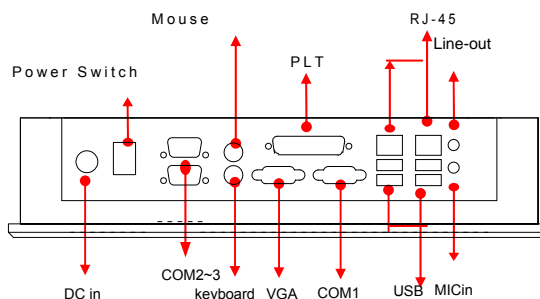 Mouse
RJ-45
Line-out
PLT
Power Switch
COM2~3
keyboard
VGA
COM1
USB
MICin
DC in